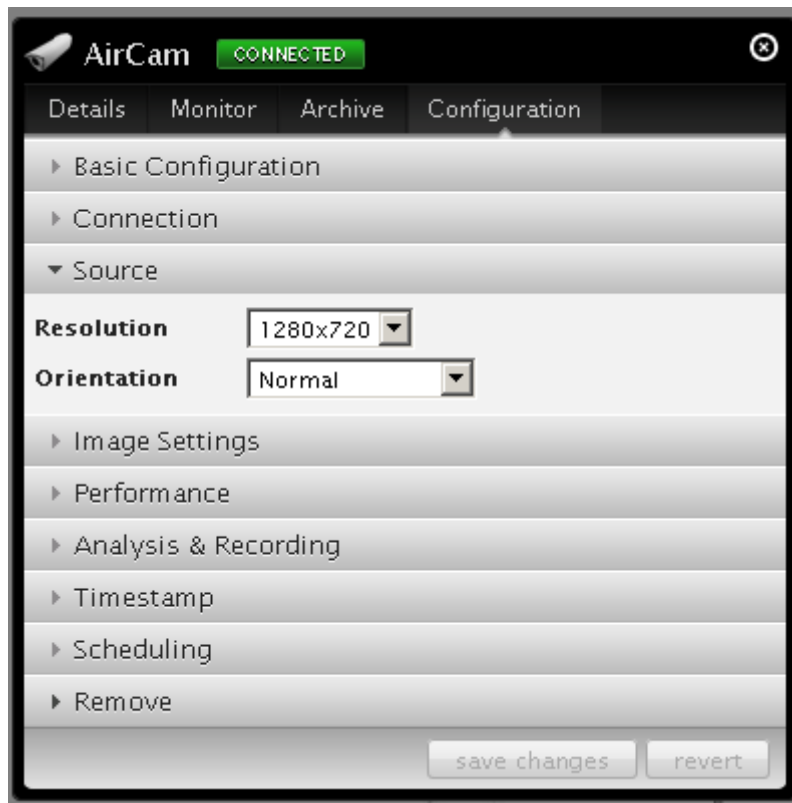 AirCam CONNECTED
Details Monitor Archive Configuration
Basic Configuration
Connection
Source
Resolution 1280x720
Orientation Normal
Image Settings
Performance
Analysis & Recording
Timestamp
Scheduling
Remove
save changes revert